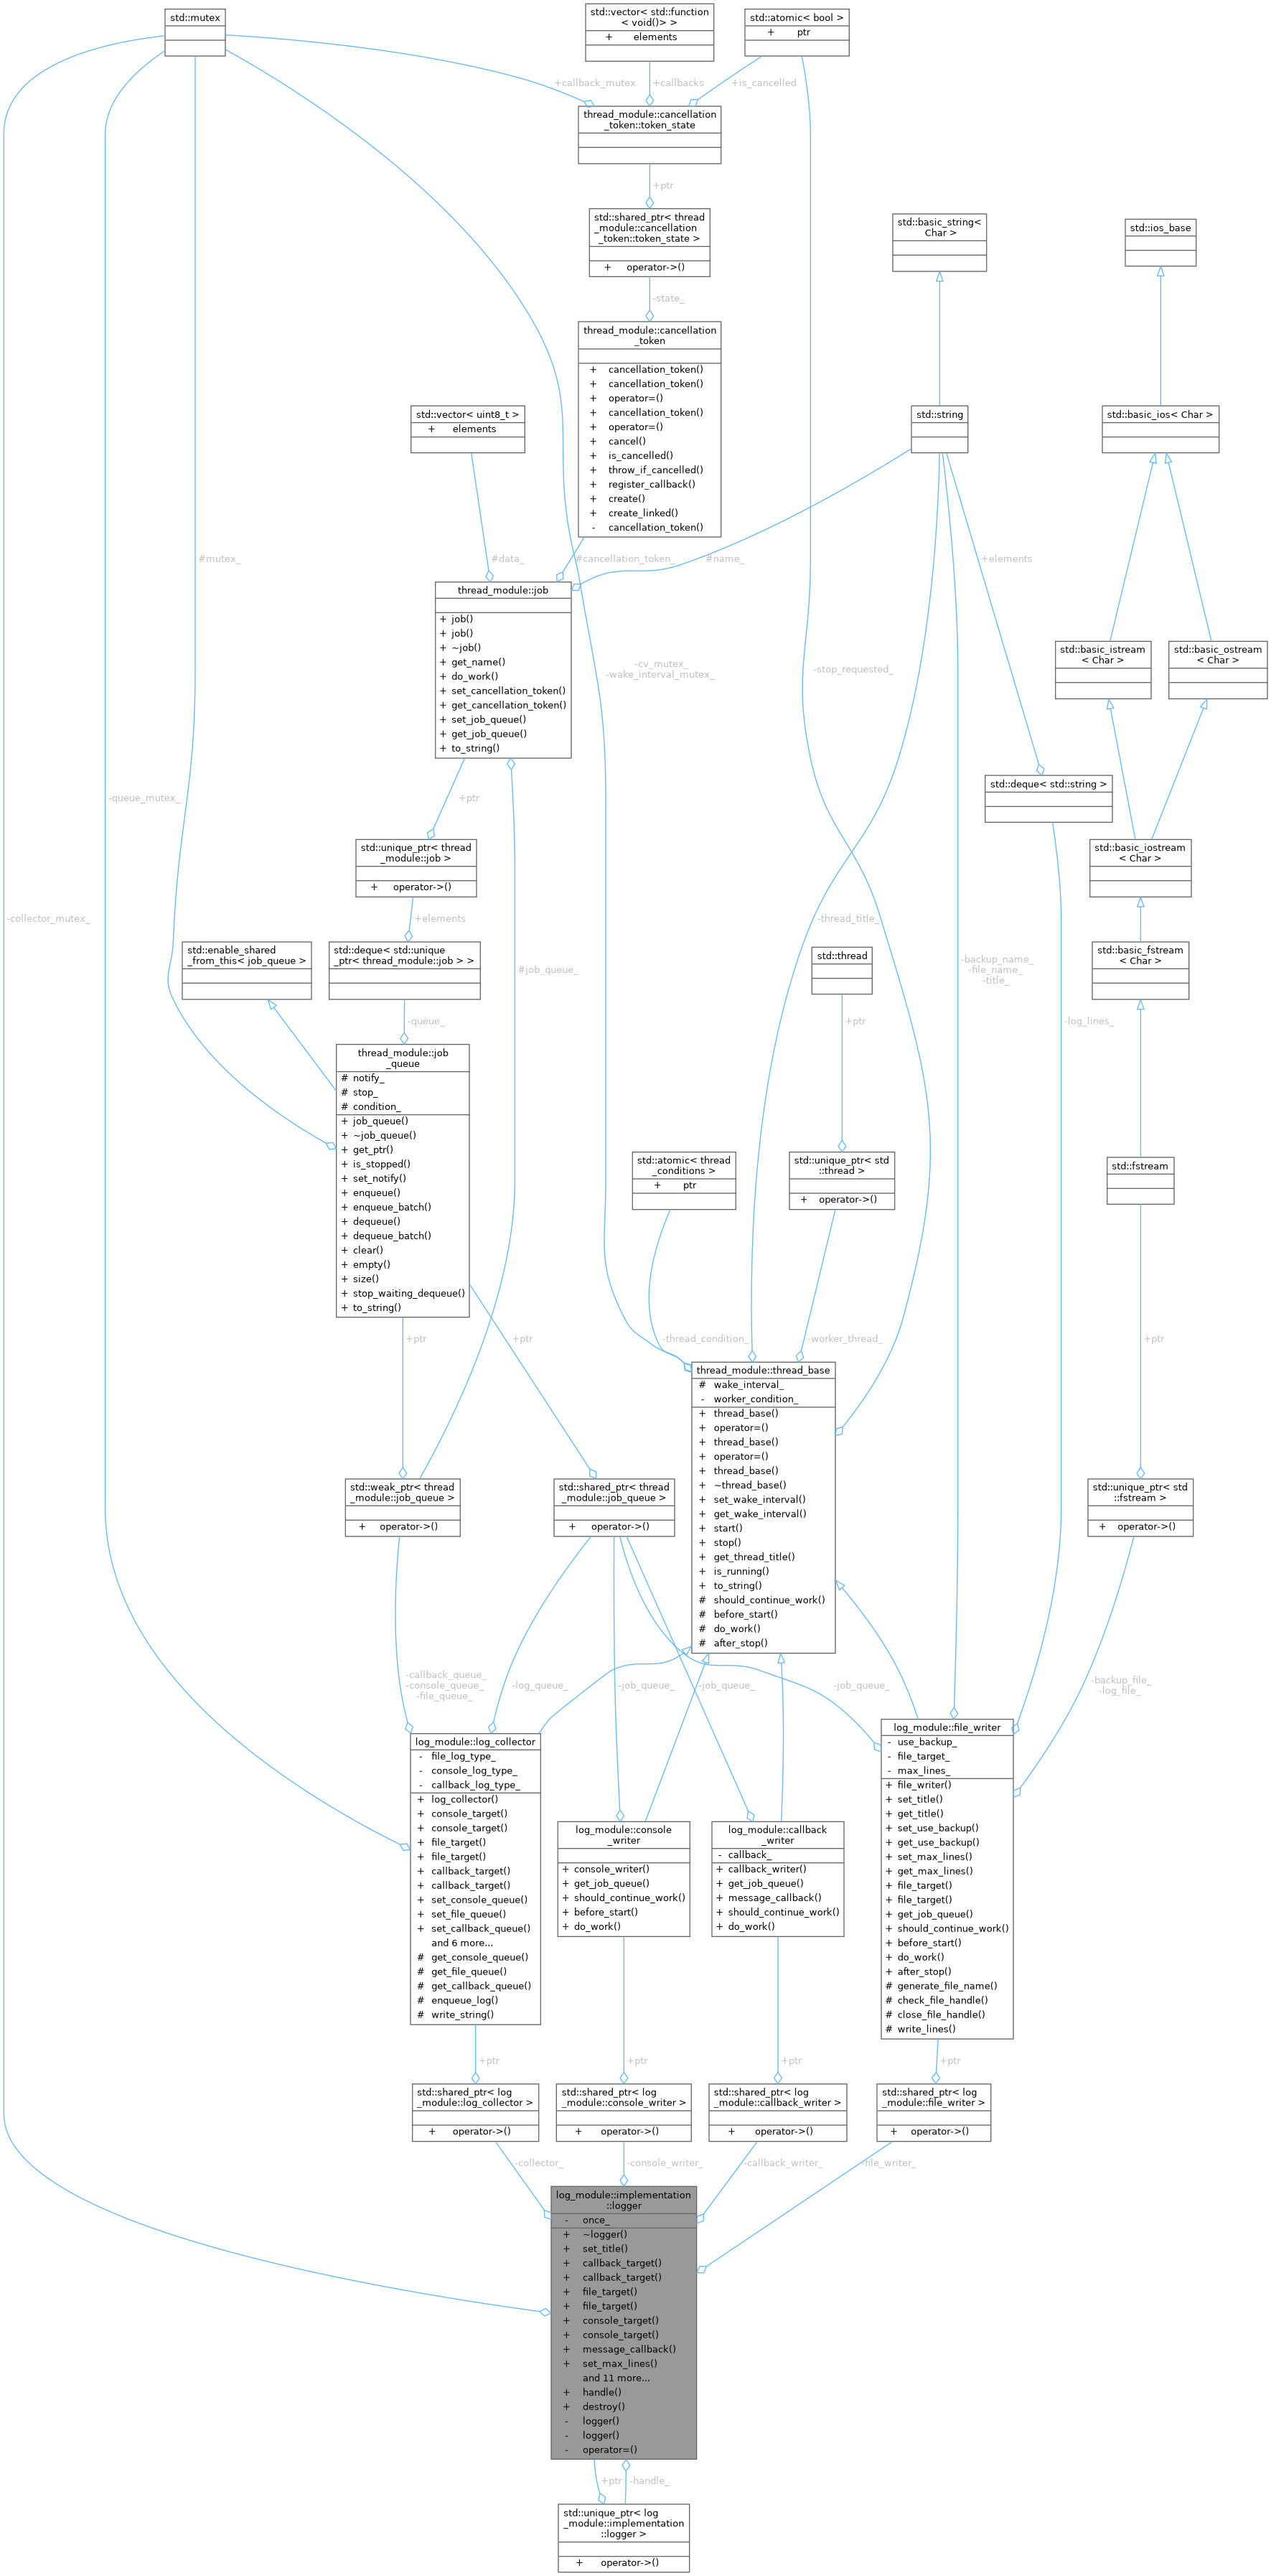 std::mutex
std::vector< std::function
< void()> >
+ elements
std::atomic< bool >
+ ptr
+callback_mutex
+callbacks
+is_cancelled
thread_module::cancellation
_token::token_state
+ptr
std::shared_ptr< thread
_module::cancellation
_token::token_state >
+ operator->()
std::basic_string<
Char >
std::ios_base
-state_
thread_module::cancellation
_token
+ cancellation_token()
+ cancellation_token()
+ operator=()
+ cancellation_token()
+ operator=()
+ cancel()
+ is_cancelled()
+ throw_if_cancelled()
+ register_callback()
+ create()
+ create_linked()
- cancellation_token()
std::vector< uint8_t >
+ elements
std::string
std::basic_ios< Char >
#mutex_
#data_
#cancellation_token_
#name_
+elements
thread_module::job
+ job()
+ job()
+ ~job()
+ get_name()
+ do_work()
+ set_cancellation_token()
+ get_cancellation_token()
+ set_job_queue()
+ get_job_queue()
+ to_string()
-cv_mutex_
-wake_interval_mutex_
-stop_requested_
std::basic_istream
< Char >
std::basic_ostream
< Char >
-queue_mutex_
+ptr
std::deque< std::string >
std::unique_ptr< thread
_module::job >
+ operator->()
std::basic_iostream
< Char >
-collector_mutex_
+elements
-thread_title_
std::enable_shared
_from_this< job_queue >
std::deque< std::unique
_ptr< thread_module::job > >
#job_queue_
std::thread
-backup_name_
-file_name_
-title_
std::basic_fstream
< Char >
-queue_
+ptr
-log_lines_
thread_module::job
_queue
# notify_
# stop_
# condition_
+ job_queue()
+ ~job_queue()
+ get_ptr()
+ is_stopped()
+ set_notify()
+ enqueue()
+ enqueue_batch()
+ dequeue()
+ dequeue_batch()
+ clear()
+ empty()
+ size()
+ stop_waiting_dequeue()
+ to_string()
std::atomic< thread
_conditions >
+ ptr
std::unique_ptr< std
::thread >
+ operator->()
std::fstream
+ptr
+ptr
-thread_condition_
-worker_thread_
+ptr
thread_module::thread_base
# wake_interval_
- worker_condition_
+ thread_base()
+ operator=()
+ thread_base()
+ operator=()
+ thread_base()
+ ~thread_base()
+ set_wake_interval()
+ get_wake_interval()
+ start()
+ stop()
+ get_thread_title()
+ is_running()
+ to_string()
# should_continue_work()
# before_start()
# do_work()
# after_stop()
std::weak_ptr< thread
_module::job_queue >
+ operator->()
std::shared_ptr< thread
_module::job_queue >
+ operator->()
std::unique_ptr< std
::fstream >
+ operator->()
-callback_queue_
-console_queue_
-file_queue_
-log_queue_
-job_queue_
-job_queue_
-job_queue_
-backup_file_
-log_file_
log_module::log_collector
- file_log_type_
- console_log_type_
- callback_log_type_
+ log_collector()
+ console_target()
+ console_target()
+ file_target()
+ file_target()
+ callback_target()
+ callback_target()
+ set_console_queue()
+ set_file_queue()
+ set_callback_queue()
and 6 more...
# get_console_queue()
# get_file_queue()
# get_callback_queue()
# enqueue_log()
# write_string()
log_module::console
_writer
+ console_writer()
+ get_job_queue()
+ should_continue_work()
+ before_start()
+ do_work()
log_module::callback
_writer
- callback_
+ callback_writer()
+ get_job_queue()
+ message_callback()
+ should_continue_work()
+ do_work()
log_module::file_writer
- use_backup_
- file_target_
- max_lines_
+ file_writer()
+ set_title()
+ get_title()
+ set_use_backup()
+ get_use_backup()
+ set_max_lines()
+ get_max_lines()
+ file_target()
+ file_target()
+ get_job_queue()
+ should_continue_work()
+ before_start()
+ do_work()
+ after_stop()
# generate_file_name()
# check_file_handle()
# close_file_handle()
# write_lines()
+ptr
+ptr
+ptr
+ptr
std::shared_ptr< log
_module::log_collector >
+ operator->()
std::shared_ptr< log
_module::console_writer >
+ operator->()
std::shared_ptr< log
_module::callback_writer >
+ operator->()
std::shared_ptr< log
_module::file_writer >
+ operator->()
-collector_
-console_writer_
-callback_writer_
-file_writer_
log_module::implementation
::logger
- once_
+ ~logger()
+ set_title()
+ callback_target()
+ callback_target()
+ file_target()
+ file_target()
+ console_target()
+ console_target()
+ message_callback()
+ set_max_lines()
and 11 more...
+ handle()
+ destroy()
- logger()
- logger()
- operator=()
+ptr
-handle_
std::unique_ptr< log
_module::implementation
::logger >
+ operator->()